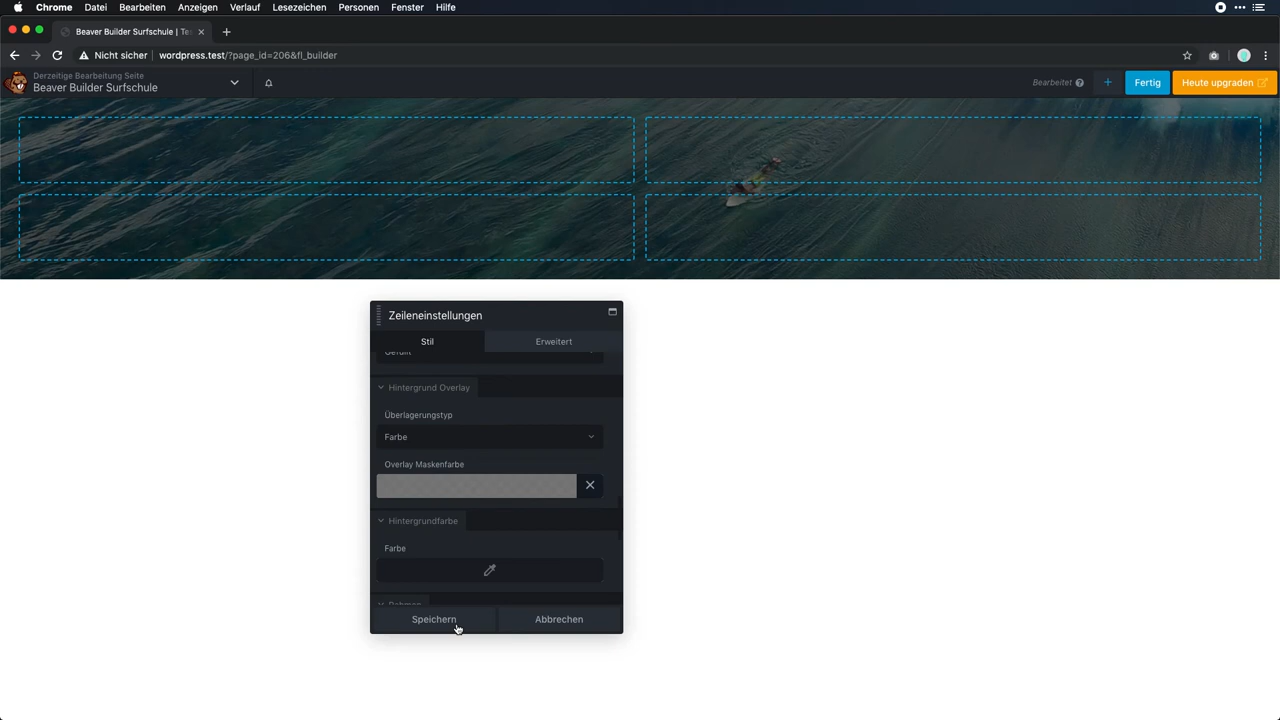 Chrome Datei Bearbeiten Anzeigen Verlauf Lesezeichen Personen Fenster Hilfe
Beaver Builder Surfschule | Tes
Nicht sicher wordpress.test/?page_id=206&fl_builder
Derzeitige Bearbeitung Seite
Beaver Builder Surfschule
Bearbeitet
Fertig
Heute upgraden
Zeileneinstellungen
Stil Erweitert
Hintergrund Overlay
Überlagerungstyp
Farbe
Overlay Maskenfarbe
Hintergrundfarbe
Farbe
Rahmen
Speichern Abbrechen